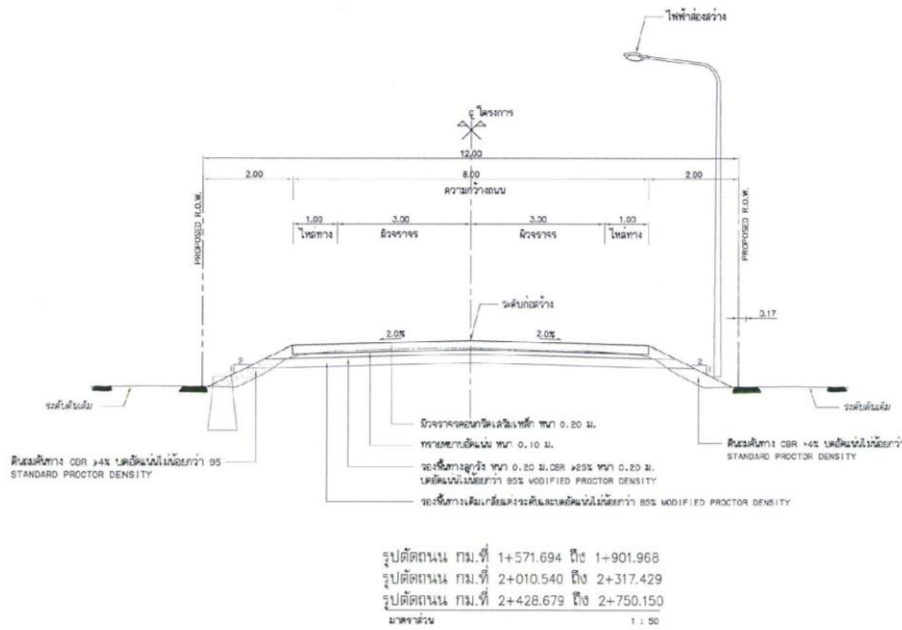 ไฟฟ้าส่องสว่าง
℄ โครงการ
12.00
2.00 8.00 2.00
ความกว้างถนน
PROPOSED R.O.W.
PROPOSED R.O.W.
1.00 3.00 3.00 1.00
ไหล่ทาง ผิวจราจร ผิวจราจร ไหล่ทาง
ระดับก่อสร้าง
0.17
2.0% 2.0%
2 2
ระดับดินเดิม
ระดับดินเดิม
ผิวจราจรคอนกรีตเสริมเหล็ก หนา 0.20 ม.
ทรายหยาบอัดแน่น หนา 0.10 ม.
รองพื้นทางลูกรัง หนา 0.20 ม.CBR >25% หนา 0.20 ม.
บดอัดแน่นไม่น้อยกว่า 95% MODIFIED PROCTOR DENSITY
รองพื้นทางเดิมเกลี่ยแต่งระดับและบดอัดแน่นไม่น้อยกว่า 95% MODIFIED PROCTOR DENSITY
ดินถมคันทาง CBR >4% บดอัดแน่นไม่น้อยกว่า 95
STANDARD PROCTOR DENSITY
ดินถมคันทาง CBR >4% บดอัดแน่นไม่น้อยกว่า
STANDARD PROCTOR DENSITY
รูปตัดถนน กม.ที่ 1+571.694 ถึง 1+901.968
รูปตัดถนน กม.ที่ 2+010.540 ถึง 2+317.429
รูปตัดถนน กม.ที่ 2+428.679 ถึง 2+750.150
มาตราส่วน 1 : 50